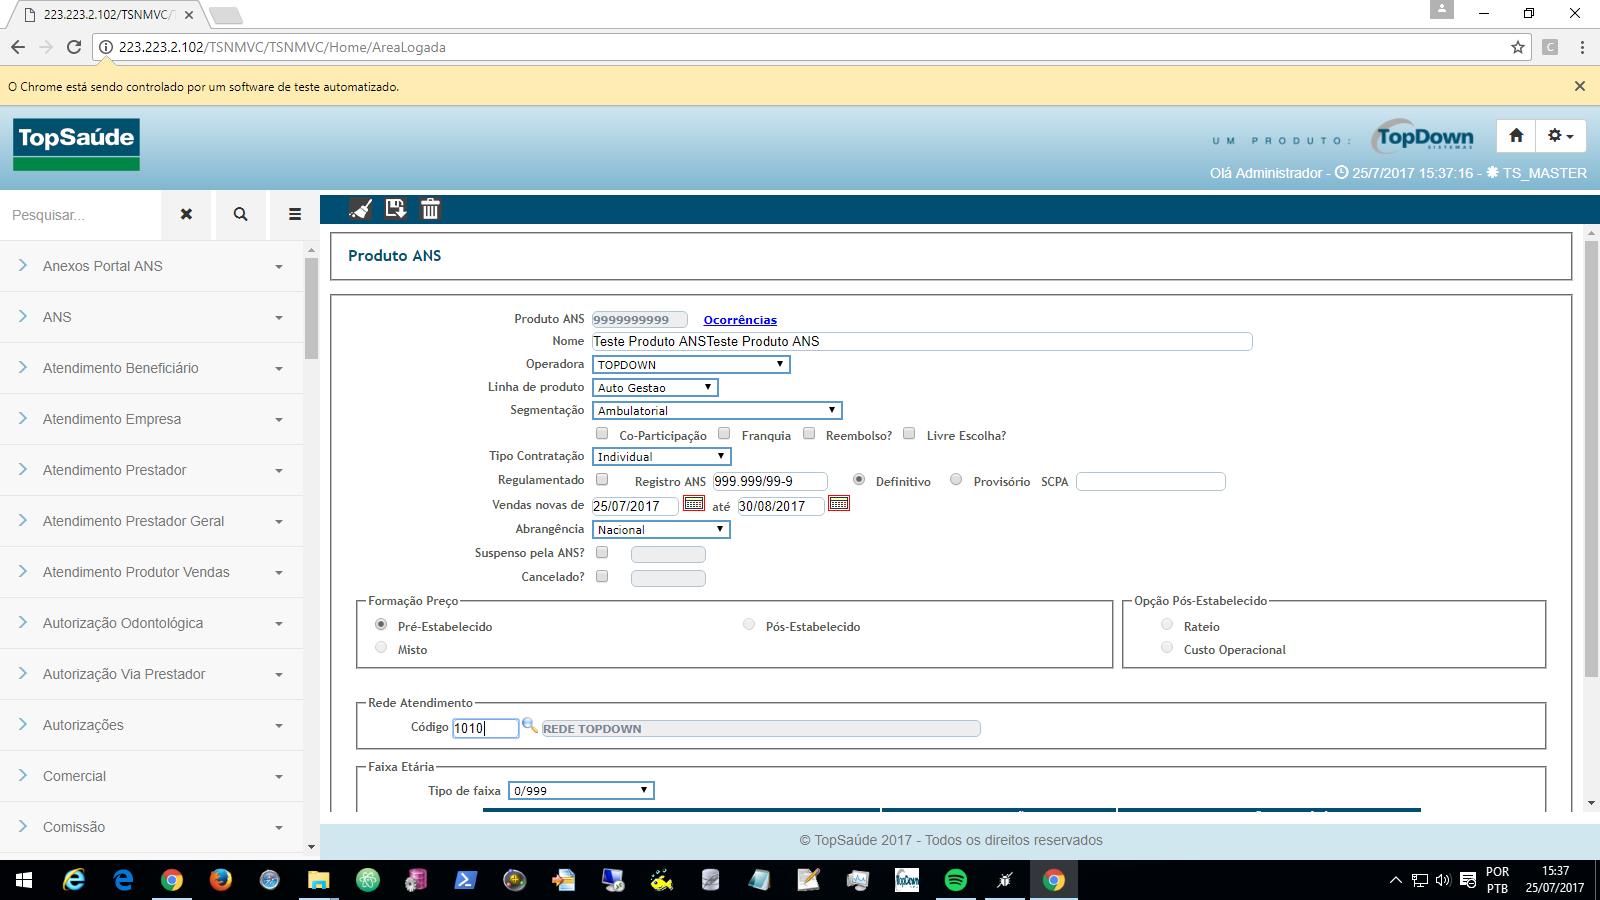 223.223.2.102/TSNMVC/T
223.223.2.102/TSNMVC/TSNMVC/Home/AreaLogada
C
O Chrome está sendo controlado por um software de teste automatizado.
TopSaúde
UM PRODUTO:
TopDown
SISTEMAS
Olá Administrador - 25/7/2017 15:37:16 - TS_MASTER
Pesquisar...
Anexos Portal ANS
ANS
Atendimento Beneficiário
Atendimento Empresa
Atendimento Prestador
Atendimento Prestador Geral
Atendimento Produtor Vendas
Autorização Odontológica
Autorização Via Prestador
Autorizações
Comercial
Comissão
Produto ANS
Produto ANS 9999999999 Ocorrências
Nome Teste Produto ANSTeste Produto ANS
Operadora TOPDOWN
Linha de produto Auto Gestao
Segmentação Ambulatorial
Co-Participação Franquia Reembolso? Livre Escolha?
Tipo Contratação Individual
Regulamentado Registro ANS 999.999/99-9 Definitivo Provisório SCPA
Vendas novas de 25/07/2017 até 30/08/2017
Abrangência Nacional
Suspenso pela ANS?
Cancelado?
Formação Preço
Pré-Estabelecido Pós-Estabelecido
Misto
Opção Pós-Estabelecido
Rateio
Custo Operacional
Rede Atendimento
Código 1010 REDE TOPDOWN
Faixa Etária
Tipo de faixa 0/999
© TopSaúde 2017 - Todos os direitos reservados
TopDown
POR
PTB
15:37
25/07/2017